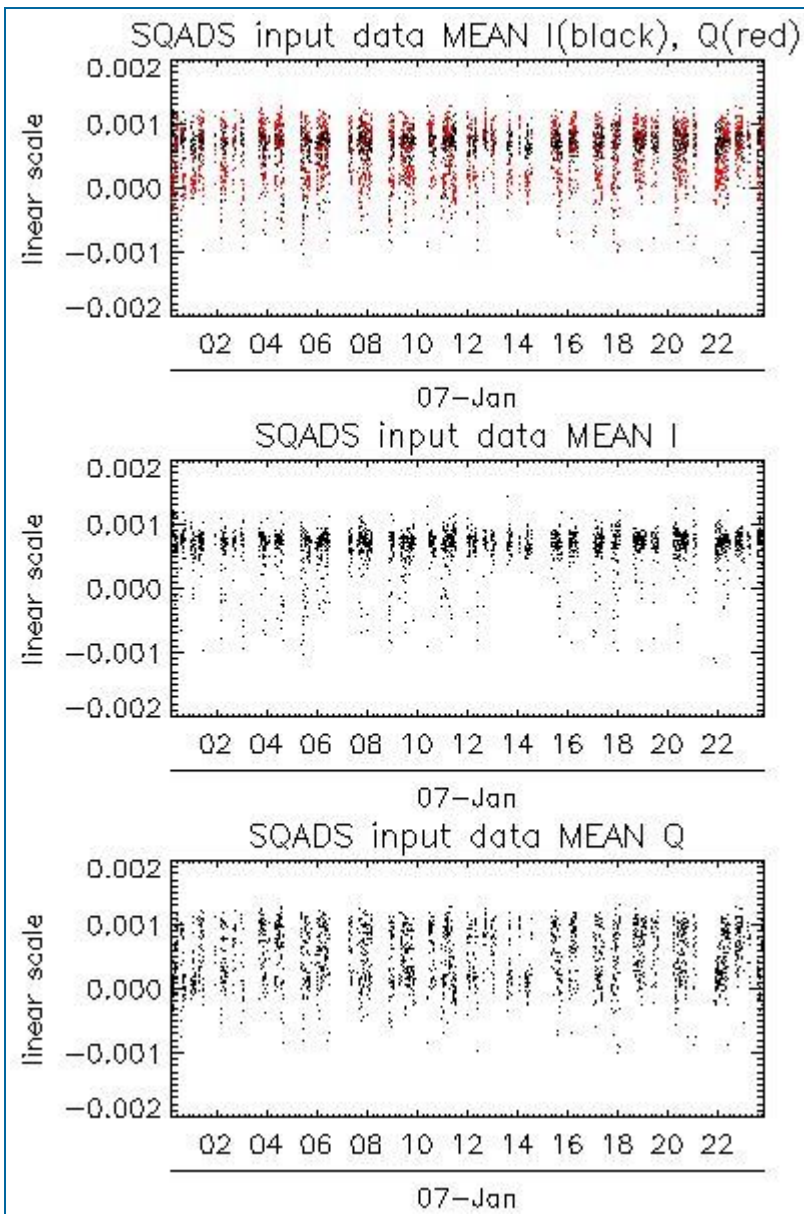 SQADS input data MEAN I(black), Q(red)
0.002
0.001
0.000
-0.001
-0.002
linear scale
02 04 06 08 10 12 14 16 18 20 22
07-Jan
SQADS input data MEAN I
0.002
0.001
0.000
-0.001
-0.002
linear scale
02 04 06 08 10 12 14 16 18 20 22
07-Jan
SQADS input data MEAN Q
0.002
0.001
0.000
-0.001
-0.002
linear scale
02 04 06 08 10 12 14 16 18 20 22
07-Jan